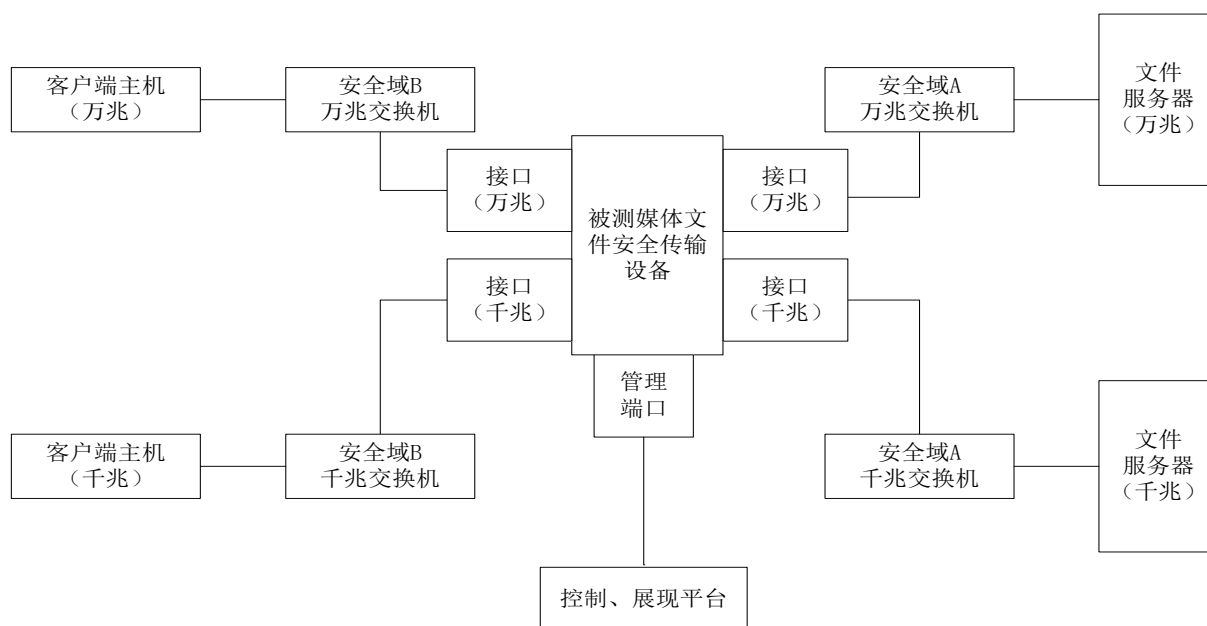 客户端主机
（万兆）
安全域B
万兆交换机
安全域A
万兆交换机
文件
服务器
（万兆）
接口
（万兆）
被测媒体文
件安全传输
设备
接口
（万兆）
接口
（千兆）
接口
（千兆）
管理
端口
客户端主机
（千兆）
安全域B
千兆交换机
安全域A
千兆交换机
文件
服务器
（千兆）
控制、展现平台